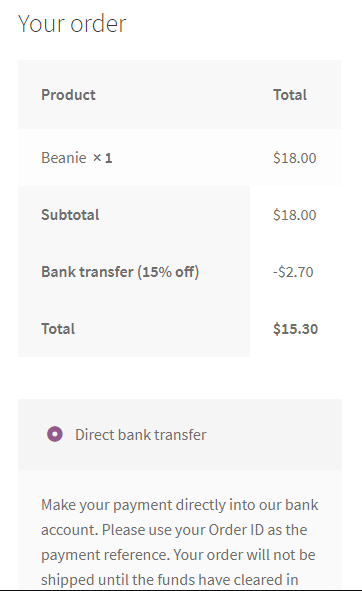 Your order
Product Total
Beanie × 1 $18.00
Subtotal $18.00
Bank transfer (15% off) -$2.70
Total $15.30
Direct bank transfer
Make your payment directly into our bank
account. Please use your Order ID as the
payment reference. Your order will not be
shipped until the funds have cleared in